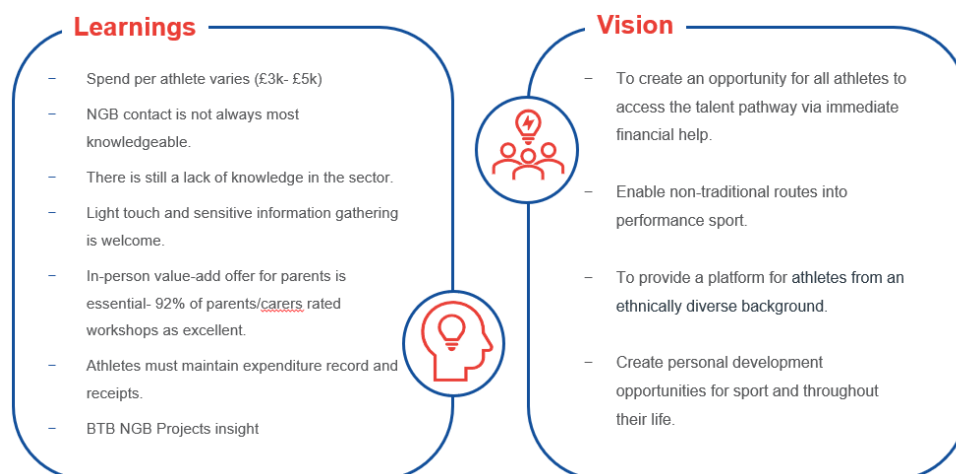 Learnings
– Spend per athlete varies (£3k- £5k)
– NGB contact is not always most
knowledgeable.
– There is still a lack of knowledge in the sector.
– Light touch and sensitive information gathering
is welcome.
– In-person value-add offer for parents is
essential- 92% of parents/carers rated
workshops as excellent.
– Athletes must maintain expenditure record and
receipts.
– BTB NGB Projects insight
Vision
– To create an opportunity for all athletes to
access the talent pathway via immediate
financial help.
– Enable non-traditional routes into
performance sport.
– To provide a platform for athletes from an
ethnically diverse background.
– Create personal development
opportunities for sport and throughout
their life.